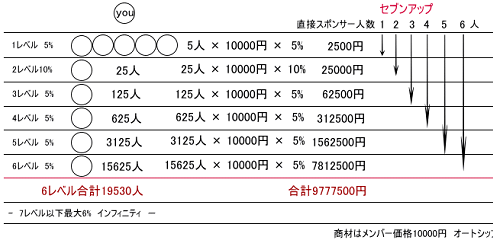 you
セブンアップ
直接スポンサー人数 1 2 3 4 5 6 人
1レベル 5% 5人 × 10000円 × 5% 2500円
2レベル10% 25人 25人 × 10000円 × 10% 25000円
3レベル 5% 125人 125人 × 10000円 × 5% 62500円
4レベル 5% 625人 625人 × 10000円 × 5% 312500円
5レベル 5% 3125人 3125人 × 10000円 × 5% 1562500円
6レベル 5% 15625人 15625人 × 10000円 × 5% 7812500円
6レベル合計19530人 合計9777500円
- 7レベル以下最大6% インフィニティ ー
商材はメンバー価格10000円 オートシップ